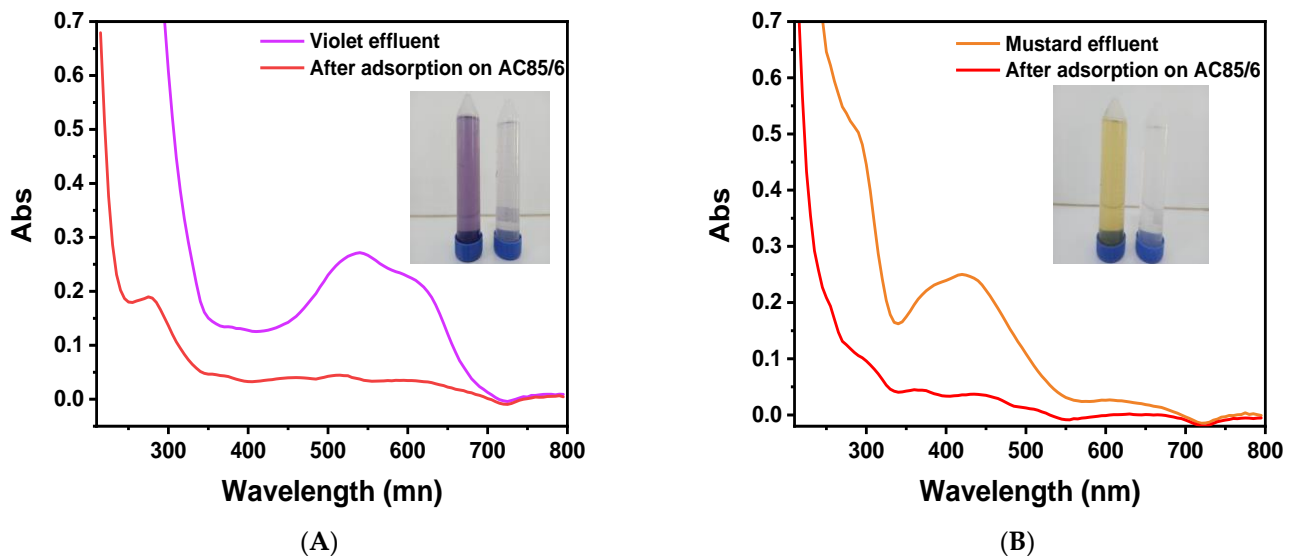 0.7
0.6
0.5
0.4
0.3
0.2
0.1
0.0
Abs
Violet effluent
After adsorption on AC85/6
300 400 500 600 700 800
Wavelength (mn)
(A)
0.7
0.6
0.5
0.4
0.3
0.2
0.1
0.0
Abs
Mustard effluent
After adsorption on AC85/6
300 400 500 600 700 800
Wavelength (nm)
(B)